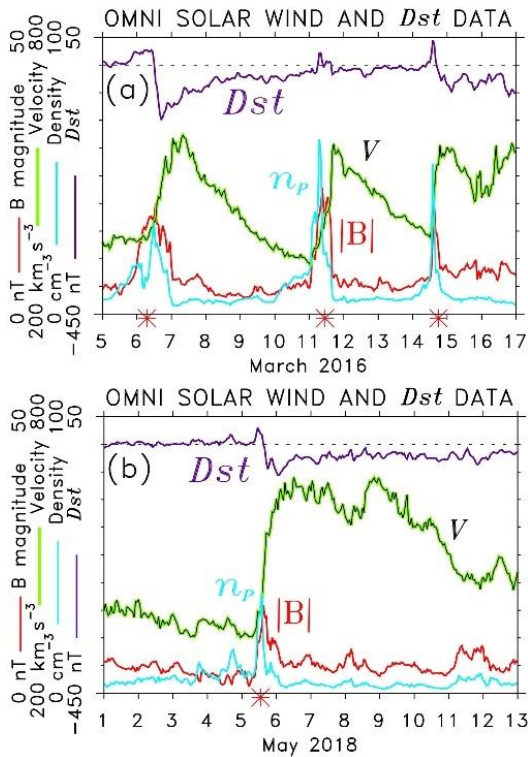 OMNI SOLAR WIND AND Dst DATA
50
800
100
50
B magnitude
Velocity
Density
Dst
0 nT
200 km s⁻³
0 cm⁻³
-450 nT
(a)
Dst
n_P
V
|B|
5 6 7 8 9 10 11 12 13 14 15 16 17
March 2016
OMNI SOLAR WIND AND Dst DATA
50
800
100
50
B magnitude
Velocity
Density
Dst
0 nT
200 km s⁻³
0 cm⁻³
-450 nT
(b)
Dst
V
n_P
|B|
1 2 3 4 5 6 7 8 9 10 11 12 13
May 2018